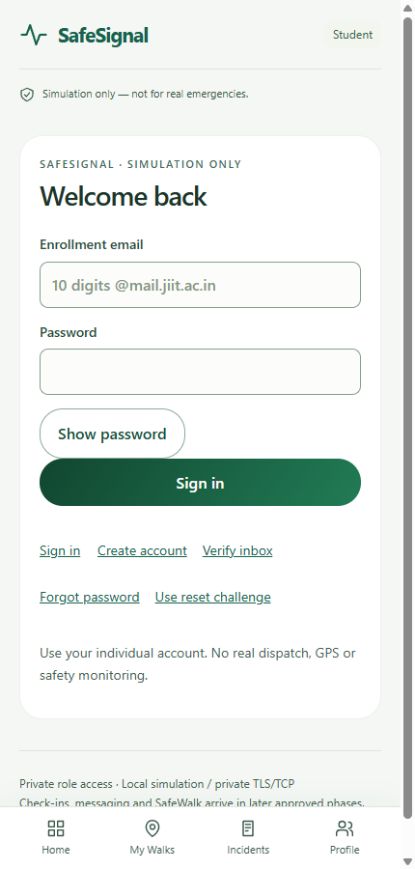 SafeSignal
Student
Simulation only — not for real emergencies.
SAFESIGNAL · SIMULATION ONLY
Welcome back
Enrollment email
10 digits @mail.jiit.ac.in
Password
Show password
Sign in
Sign in Create account Verify inbox
Forgot password Use reset challenge
Use your individual account. No real dispatch, GPS or
safety monitoring.
Private role access · Local simulation / private TLS/TCP
Check-ins, messaging and SafeWalk arrive in later approved phases.
Home My Walks Incidents Profile